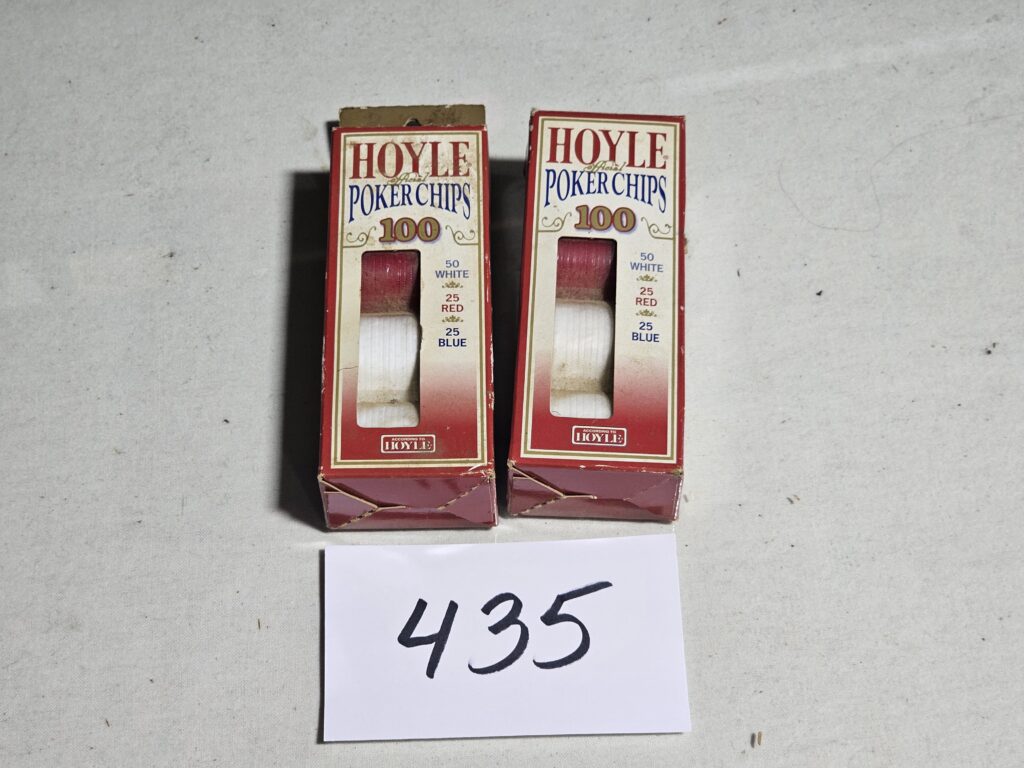 HOYLE
official
POKER CHIPS
100
50
WHITE
25
RED
25
BLUE
ACCORDING TO
HOYLE
HOYLE
official
POKER CHIPS
100
50
WHITE
25
RED
25
BLUE
ACCORDING TO
HOYLE
435